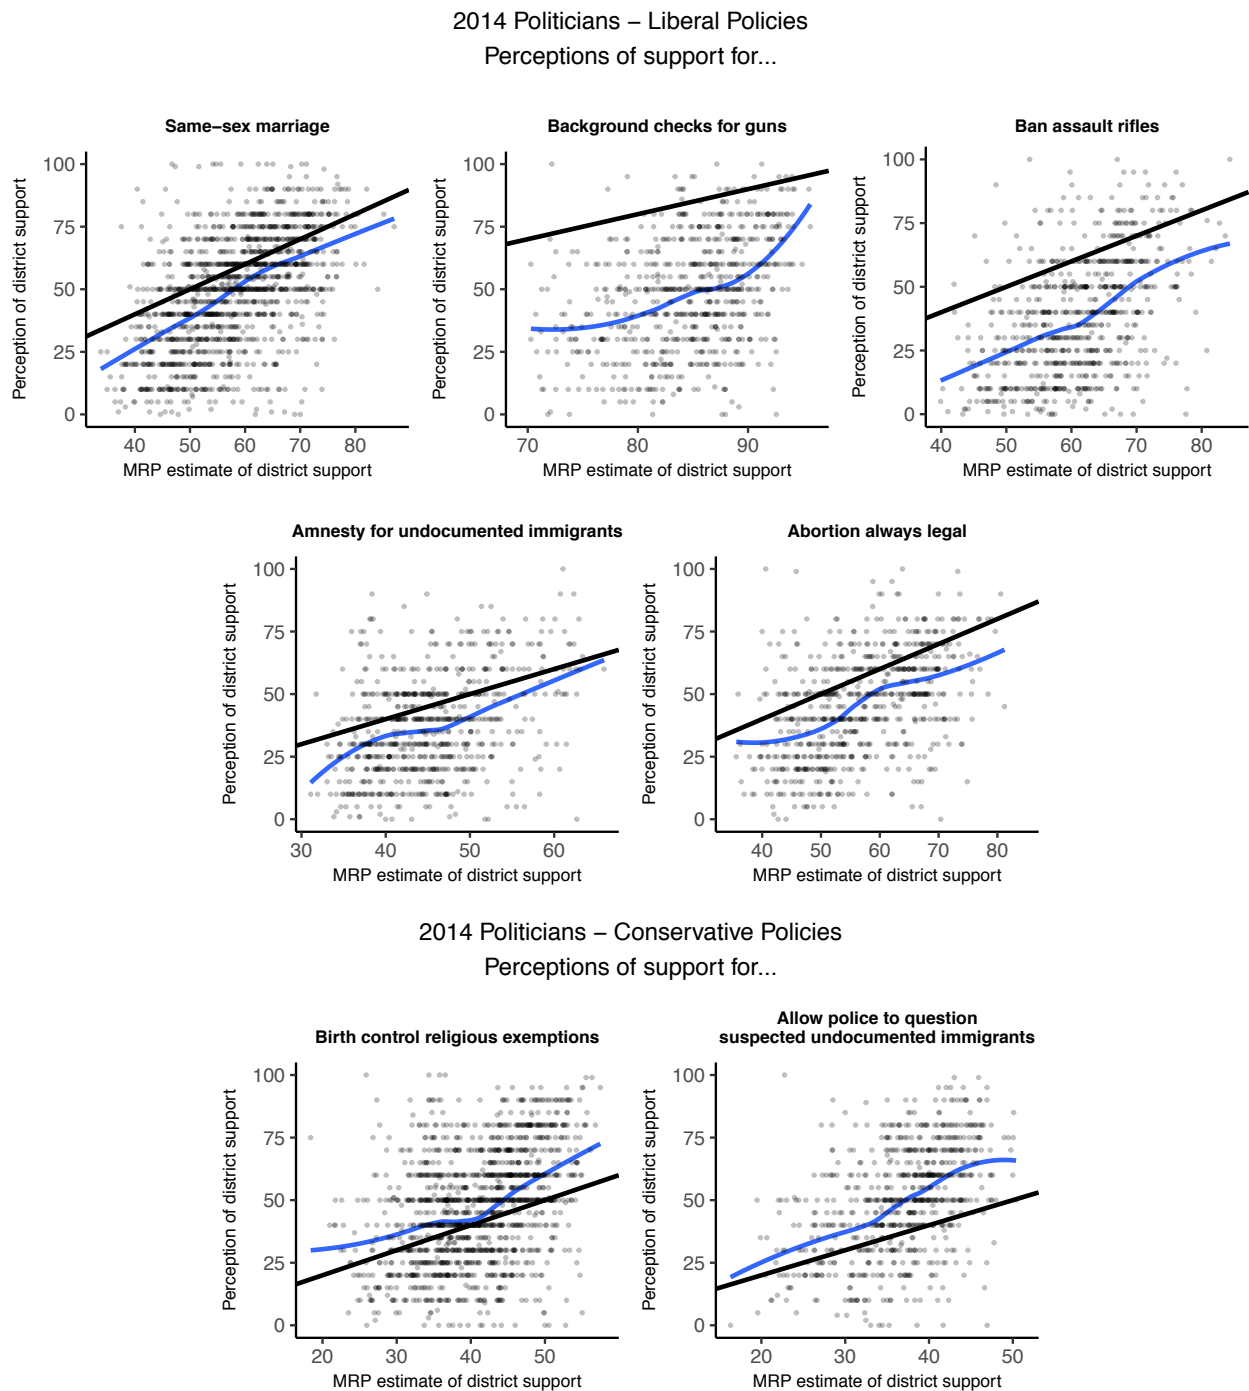 2014 Politicians − Liberal Policies
Perceptions of support for...
Same−sex marriage
Perception of district support
100
75
50
25
0
40 50 60 70 80
MRP estimate of district support
Background checks for guns
Perception of district support
100
75
50
25
0
70 80 90
MRP estimate of district support
Ban assault rifles
Perception of district support
100
75
50
25
0
40 50 60 70 80
MRP estimate of district support
Amnesty for undocumented immigrants
Perception of district support
100
75
50
25
0
30 40 50 60
MRP estimate of district support
Abortion always legal
Perception of district support
100
75
50
25
0
40 50 60 70 80
MRP estimate of district support
2014 Politicians − Conservative Policies
Perceptions of support for...
Birth control religious exemptions
Perception of district support
100
75
50
25
0
20 30 40 50
MRP estimate of district support
Allow police to question
suspected undocumented immigrants
Perception of district support
100
75
50
25
0
20 30 40 50
MRP estimate of district support